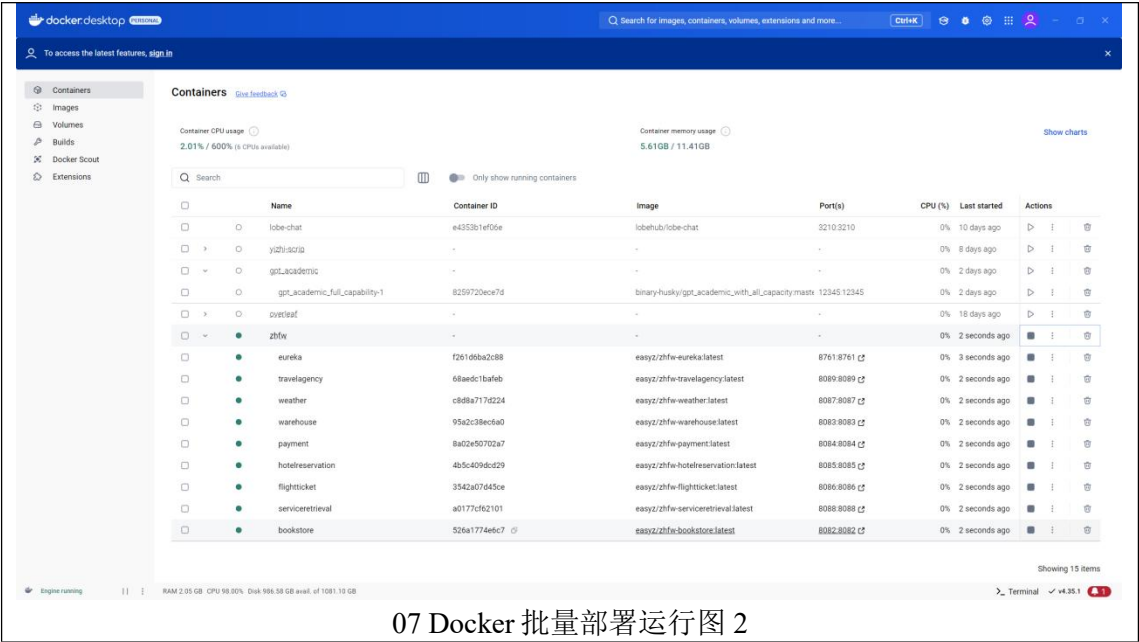 docker desktop PERSONAL
Search for images, containers, volumes, extensions and more... Ctrl+K
To access the latest features, sign in
Containers
Images
Volumes
Builds
Docker Scout
Extensions
Containers Give feedback
Container CPU usage
2.01% / 600% (6 CPUs available)
Container memory usage
5.61GB / 11.41GB
Show charts
Search
Only show running containers
Name Container ID Image Port(s) CPU (%) Last started Actions
lobe-chat e4353b1ef06e lobehub/lobe-chat 3210:3210 0% 10 days ago
yizhi-scrip - - - 0% 8 days ago
gpt_academic - - - 0% 2 days ago
gpt_academic_full_capability-1 8259720ece7d binary-husky/gpt_academic_with_all_capacity:maste 12345:12345 0% 2 days ago
overleaf - - - 0% 18 days ago
zhfw - - - 0% 2 seconds ago
eureka f261d6ba2c88 easyz/zhfw-eureka:latest 8761:8761 0% 3 seconds ago
travelagency 68aedc1bafeb easyz/zhfw-travelagency:latest 8089:8089 0% 2 seconds ago
weather c8d8a717d224 easyz/zhfw-weather:latest 8087:8087 0% 2 seconds ago
warehouse 95a2c38ec6a0 easyz/zhfw-warehouse:latest 8083:8083 0% 2 seconds ago
payment 8a02e50702a7 easyz/zhfw-payment:latest 8084:8084 0% 2 seconds ago
hotelreservation 4b5c409dcd29 easyz/zhfw-hotelreservation:latest 8085:8085 0% 2 seconds ago
flightticket 3542a07d45ce easyz/zhfw-flightticket:latest 8086:8086 0% 2 seconds ago
serviceretrieval a0177cf62101 easyz/zhfw-serviceretrieval:latest 8088:8088 0% 2 seconds ago
bookstore 526a1774e6c7 easyz/zhfw-bookstore:latest 8082:8082 0% 2 seconds ago
Showing 15 items
Engine running RAM 2.05 GB CPU 98.00% Disk 986.58 GB avail. of 1081.10 GB >_ Terminal v4.35.1 1
07 Docker 批量部署运行图 2